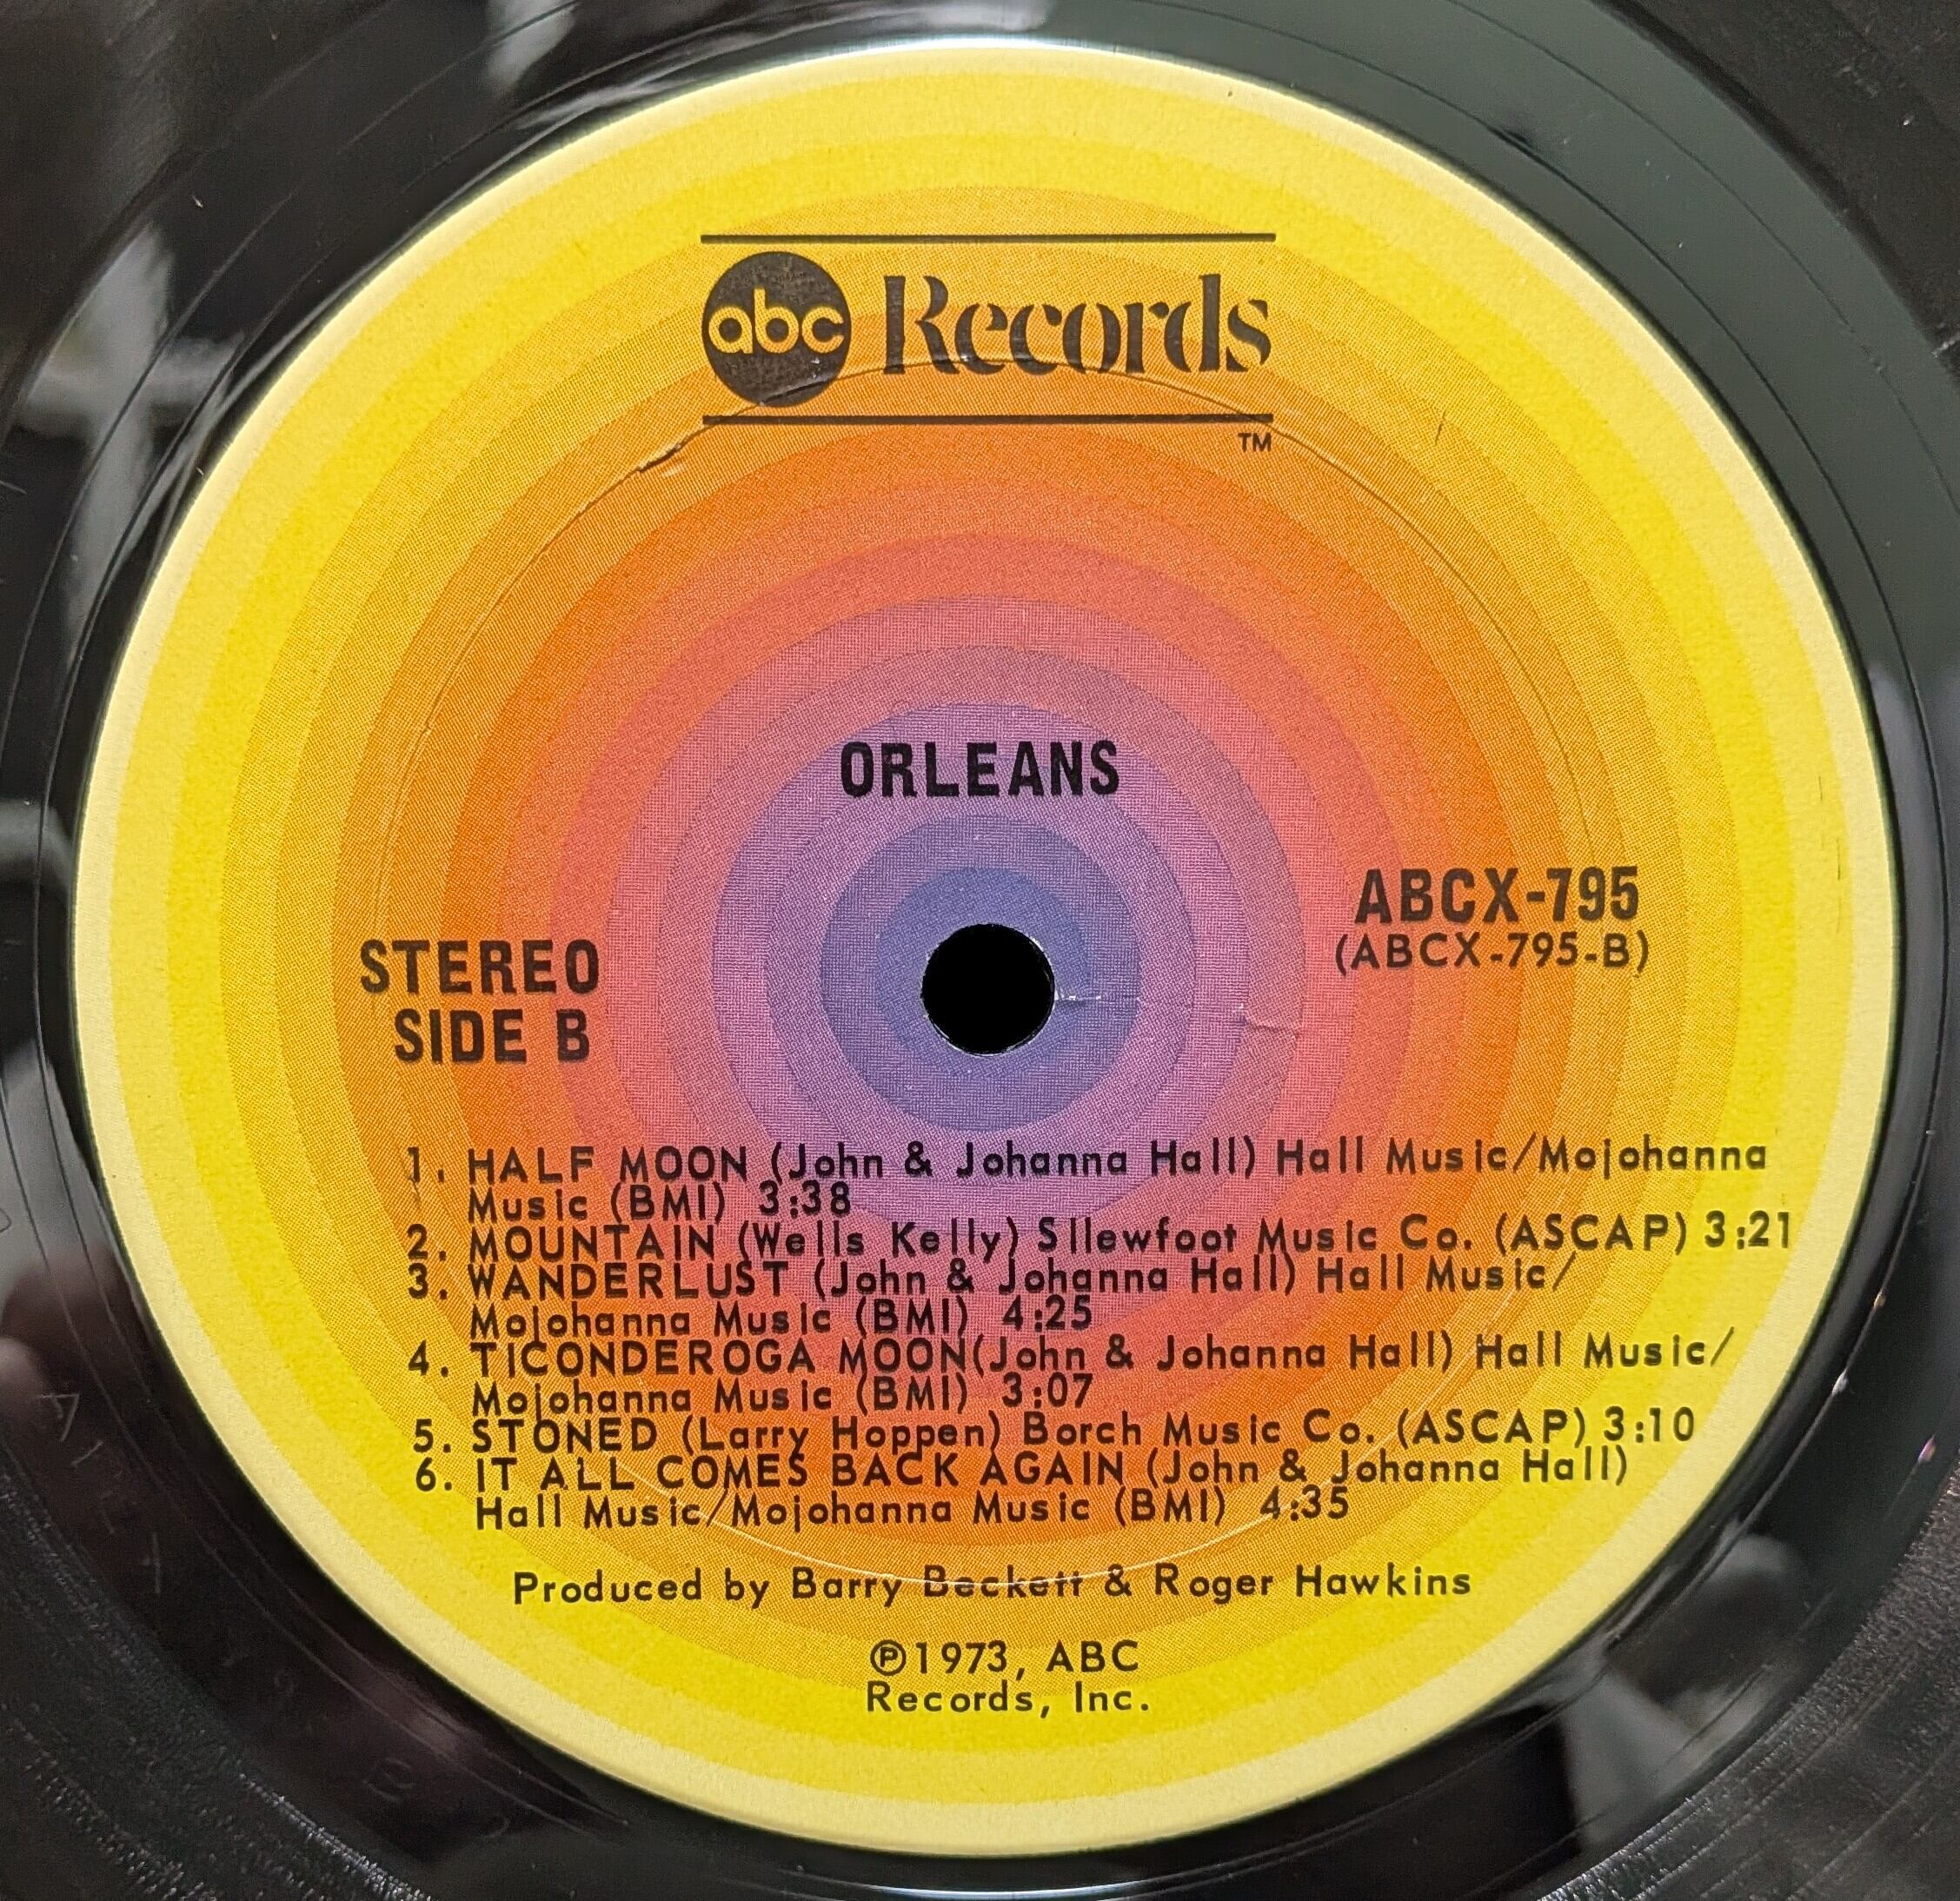 abc Records
TM
ORLEANS
ABCX-795
(ABCX-795-B)
STEREO
SIDE B
1. HALF MOON (John & Johanna Hall) Hall Music/Mojohanna
Music (BMI) 3:38
2. MOUNTAIN (Wells Kelly) Sllewfoot Music Co. (ASCAP) 3:21
3. WANDERLUST (John & Johanna Hall) Hall Music/
Mojohanna Music (BMI) 4:25
4. TICONDEROGA MOON(John & Johanna Hall) Hall Music/
Mojohanna Music (BMI) 3:07
5. STONED (Larry Hoppen) Borch Music Co. (ASCAP) 3:10
6. IT ALL COMES BACK AGAIN (John & Johanna Hall)
Hall Music/Mojohanna Music (BMI) 4:35
Produced by Barry Beckett & Roger Hawkins
℗1973, ABC
Records, Inc.